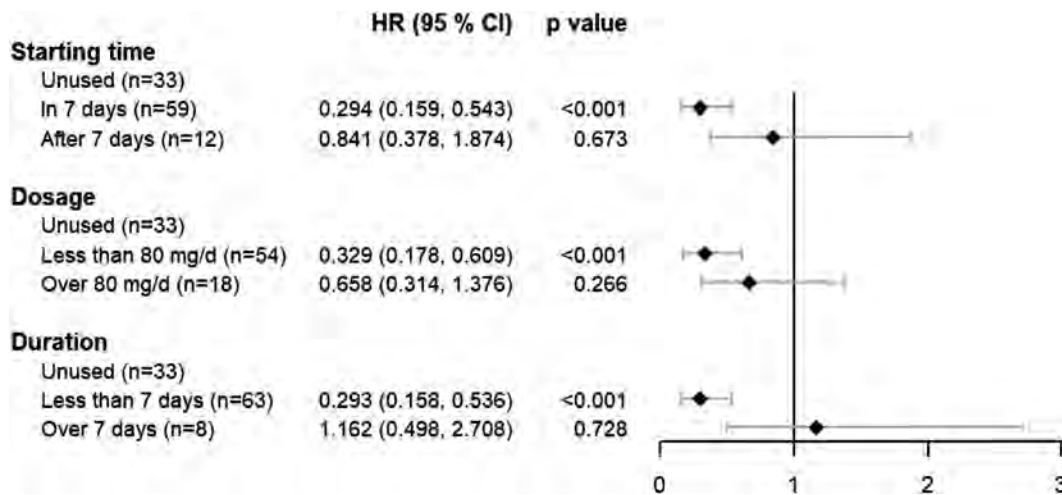 HR (95 % CI) p value
Starting time
Unused (n=33)
In 7 days (n=59) 0.294 (0.159, 0.543) <0.001
After 7 days (n=12) 0.841 (0.378, 1.874) 0.673
Dosage
Unused (n=33)
Less than 80 mg/d (n=54) 0.329 (0.178, 0.609) <0.001
Over 80 mg/d (n=18) 0.658 (0.314, 1.376) 0.266
Duration
Unused (n=33)
Less than 7 days (n=63) 0.293 (0.158, 0.536) <0.001
Over 7 days (n=8) 1.162 (0.498, 2.708) 0.728
0 1 2 3